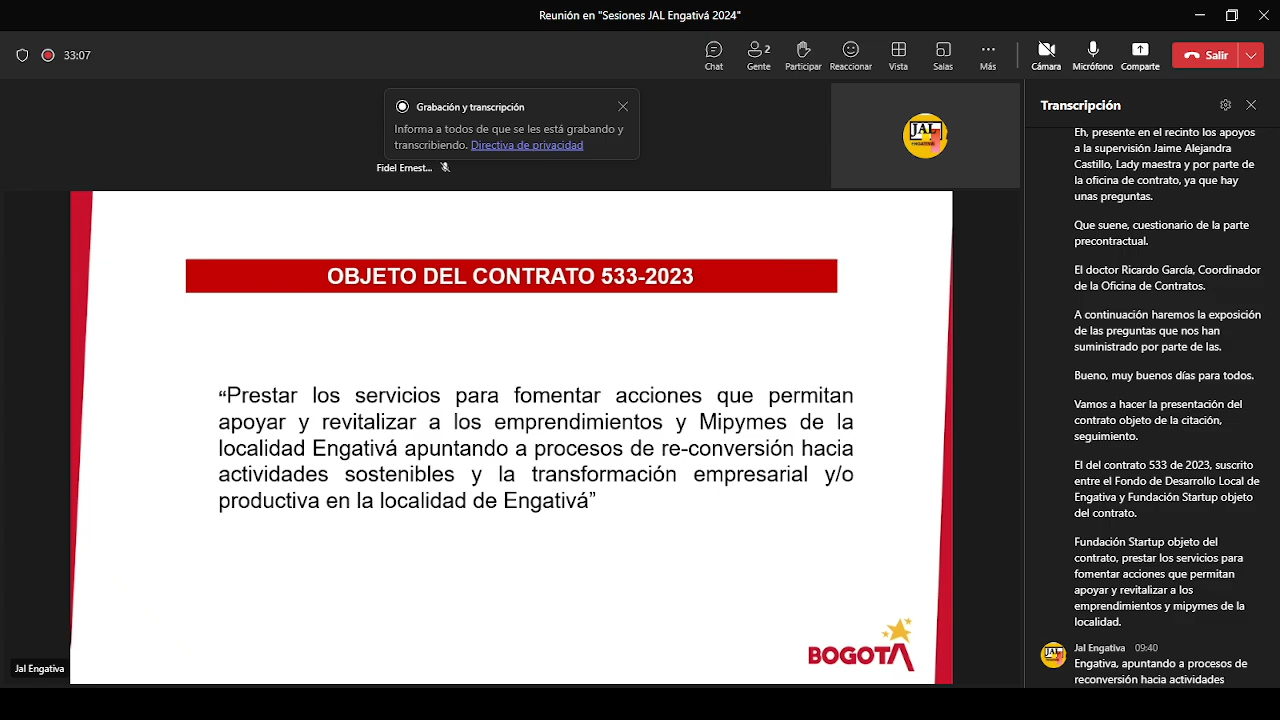 Reunión en "Sesiones JAL Engativá 2024"
33:07
Chat
Gente
2
Participar
Reaccionar
Vista
Salas
Más
Cámara
Micrófono
Comparte
Salir
Grabación y transcripción
Informa a todos de que se les está grabando y
transcribiendo. Directiva de privacidad
Fidel Ernest...
JAL
ENGATIVÁ
OBJETO DEL CONTRATO 533-2023
“Prestar los servicios para fomentar acciones que permitan
apoyar y revitalizar a los emprendimientos y Mipymes de la
localidad Engativá apuntando a procesos de re-conversión hacia
actividades sostenibles y la transformación empresarial y/o
productiva en la localidad de Engativá”
BOGOTÁ
Jal Engativa
Transcripción
Eh, presente en el recinto los apoyos
a la supervisión Jaime Alejandra
Castillo, Lady maestra y por parte de
la oficina de contrato, ya que hay
unas preguntas.
Que suene, cuestionario de la parte
precontractual.
El doctor Ricardo García, Coordinador
de la Oficina de Contratos.
A continuación haremos la exposición
de las preguntas que nos han
suministrado por parte de las.
Bueno, muy buenos días para todos.
Vamos a hacer la presentación del
contrato objeto de la citación,
seguimiento.
El del contrato 533 de 2023, suscrito
entre el Fondo de Desarrollo Local de
Engativa y Fundación Startup objeto
del contrato.
Fundación Startup objeto del
contrato, prestar los servicios para
fomentar acciones que permitan
apoyar y revitalizar a los
emprendimientos y mipymes de la
localidad.
JAL
Jal Engativa 09:40
Engativa, apuntando a procesos de
reconversión hacia actividades